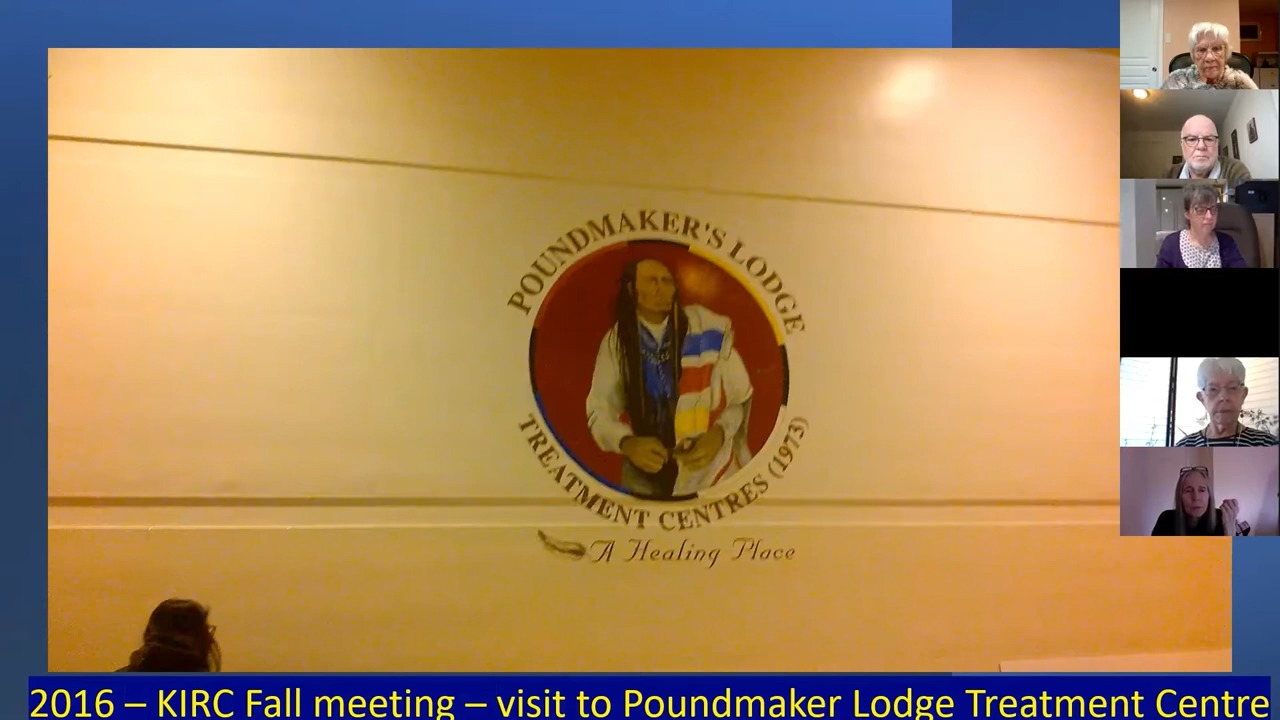 POUNDMAKER'S LODGE
TREATMENT CENTRES (1973)
A Healing Place
2016 – KIRC Fall meeting – visit to Poundmaker Lodge Treatment Centre